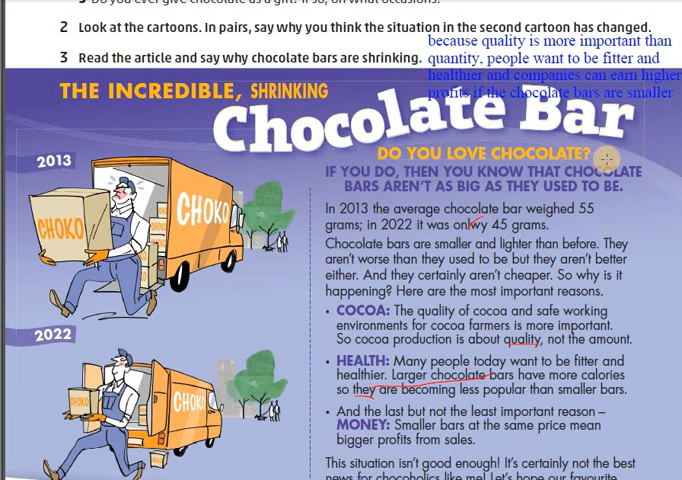 Do you ever give chocolate as a gift? If so, on what occasions?
2 Look at the cartoons. In pairs, say why you think the situation in the second cartoon has changed.
3 Read the article and say why chocolate bars are shrinking.
because quality is more important than
quantity, people want to be fitter and
healthier and companies can earn higher
profits if the chocolate bars are smaller
THE INCREDIBLE, SHRINKING
Chocolate Bar
2013
CHOKO
CHOKO
2022
CHOKO
CHOKO
DO YOU LOVE CHOCOLATE?
IF YOU DO, THEN YOU KNOW THAT CHOCOLATE
BARS AREN'T AS BIG AS THEY USED TO BE.
In 2013 the average chocolate bar weighed 55
grams; in 2022 it was only 45 grams.
Chocolate bars are smaller and lighter than before. They
aren't worse than they used to be but they aren't better
either. And they certainly aren't cheaper. So why is it
happening? Here are the most important reasons.
• COCOA: The quality of cocoa and safe working
environments for cocoa farmers is more important.
So cocoa production is about quality, not the amount.
• HEALTH: Many people today want to be fitter and
healthier. Larger chocolate bars have more calories
so they are becoming less popular than smaller bars.
• And the last but not the least important reason –
MONEY: Smaller bars at the same price mean
bigger profits from sales.
This situation isn't good enough! It's certainly not the best
news for chocoholics like me! Let's hope our favourite